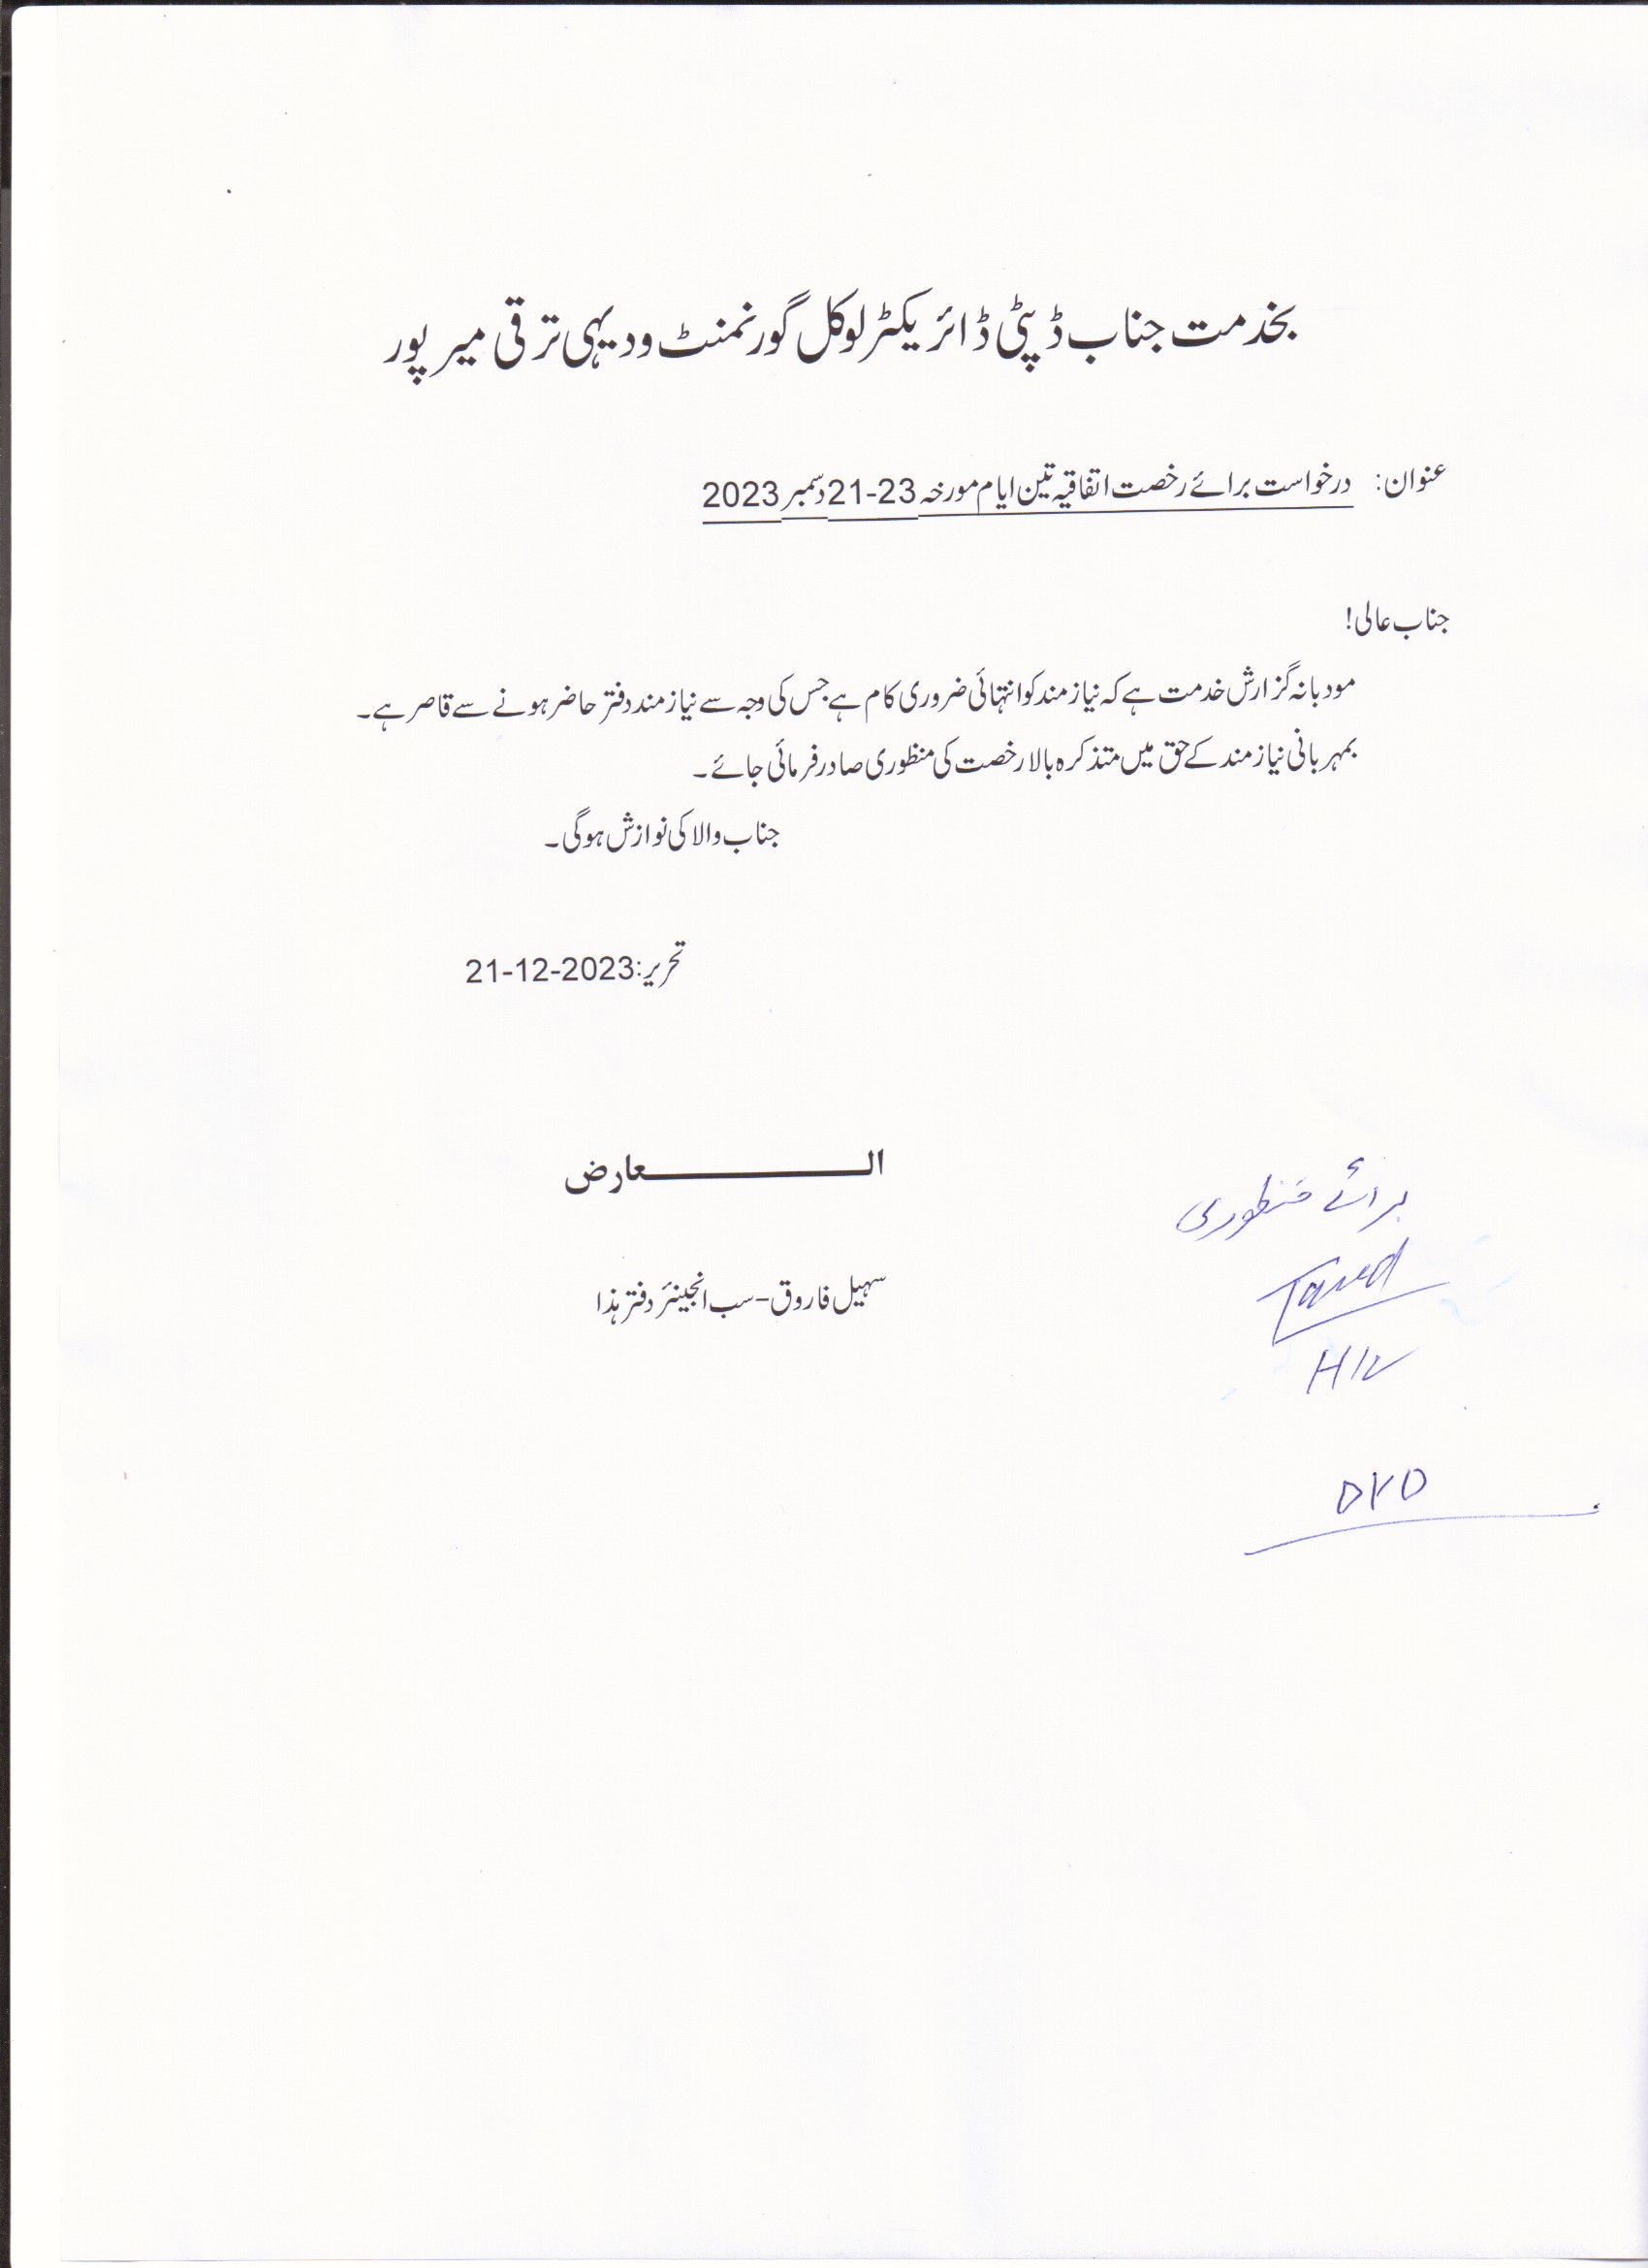 بخدمت جناب ڈپٹی ڈائریکٹر لوکل گورنمنٹ ودیہی ترقی میرپور
عنوان: درخواست برائے رخصت اتفاقیہ تین ایام مورخہ 23-21 دسمبر 2023
جناب عالی!
مودبانہ گزارش خدمت ہے کہ نیازمند کو انتہائی ضروری کام ہے جس کی وجہ سے نیازمند دفتر حاضر ہونے سے قاصر ہے۔
بمہربانی نیازمند کے حق میں متذکرہ بالا رخصت کی منظوری صادر فرمائی جائے۔
جناب والا کی نوازش ہوگی۔
تحریر: 21-12-2023
العارض
سہیل فاروق - سب انجینئر دفتر ہذا
برائے منظوری